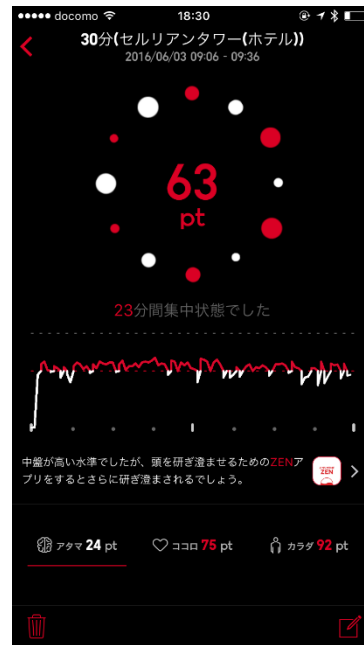 docomo 18:30
30分(セルリアンタワー(ホテル))
2016/06/03 09:06 - 09:36
63
pt
23分間集中状態でした
中盤が高い水準でしたが、頭を研ぎ澄ませるためのZENア
プリをするとさらに研ぎ澄まされるでしょう。
ZEN
アタマ 24 pt ココロ 75 pt カラダ 92 pt